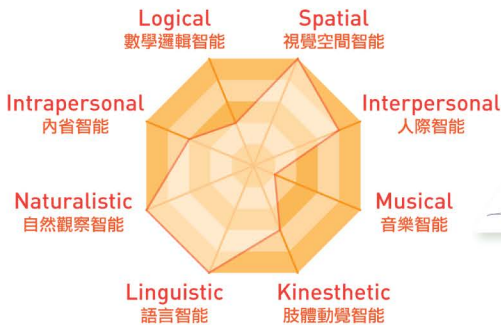 Logical
數學邏輯智能
Spatial
視覺空間智能
Intrapersonal
內省智能
Interpersonal
人際智能
Naturalistic
自然觀察智能
Musical
音樂智能
Linguistic
語言智能
Kinesthetic
肢體動覺智能